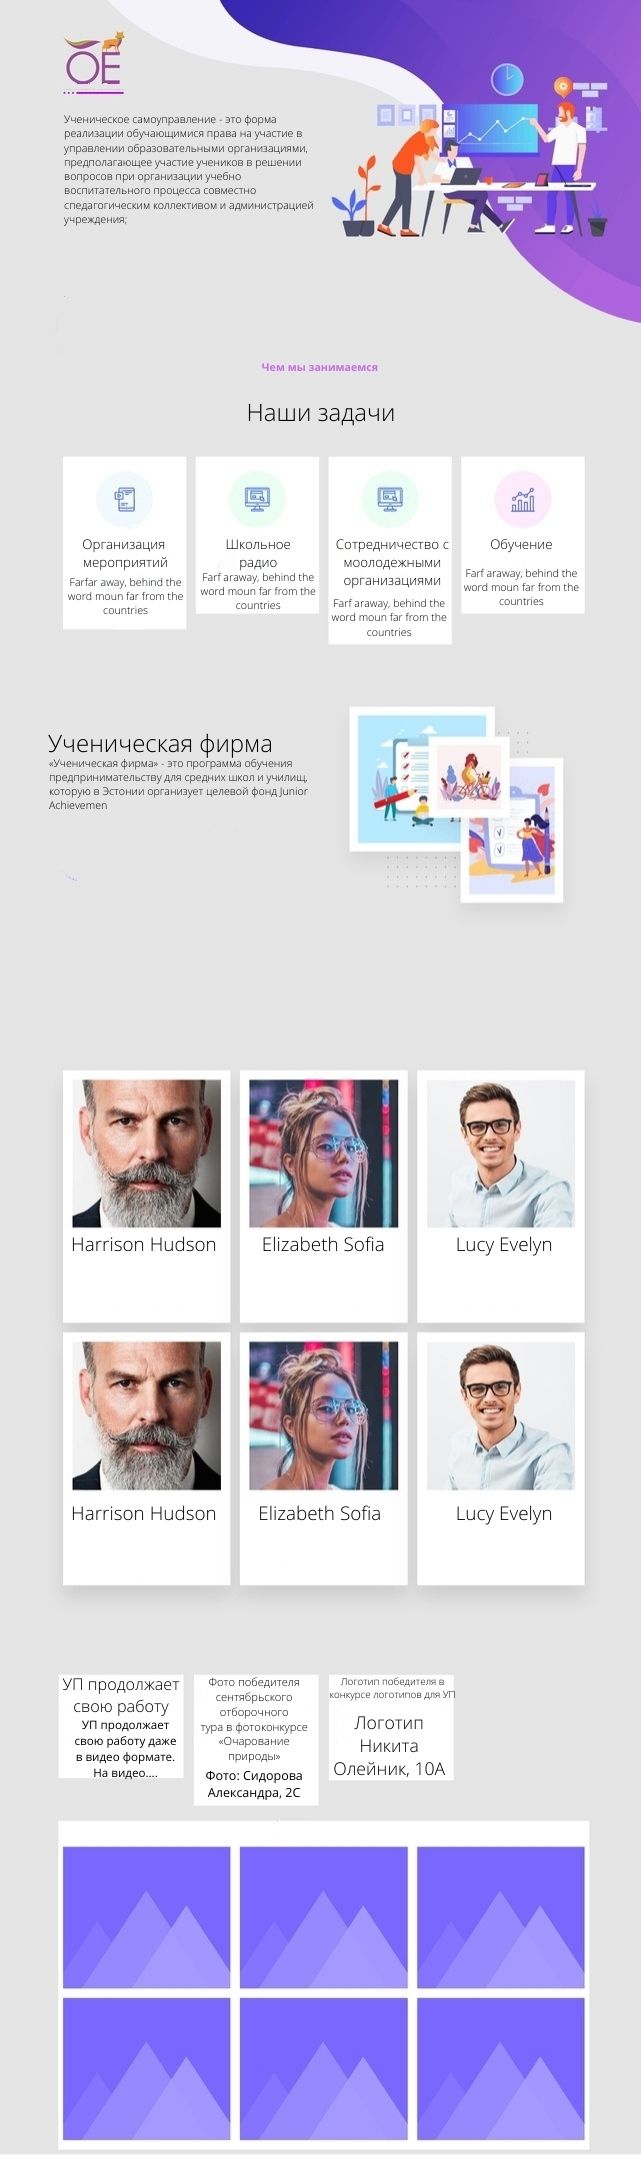 ÕE
Ученическое самоуправление - это форма
реализации обучающимися права на участие в
управлении образовательными организациями,
предполагающее участие учеников в решении
вопросов при организации учебно
воспитательного процесса совместно
спедагогическим коллективом и администрацией
учреждения;
Чем мы занимаемся
Наши задачи
Организация
мероприятий
Farfar away, behind the
word moun far from the
countries
Школьное
радио
Farf araway, behind the
word moun far from the
countries
Сотредничество с
моолодежными
организациями
Farf araway, behind the
word moun far from the
countries
Обучение
Farf araway, behind the
word moun far from the
countries
Ученическая фирма
«Ученическая фирма» - это программа обучения
предпринимательству для средних школ и училищ,
которую в Эстонии организует целевой фонд Junior
Achievemen
Harrison Hudson
Elizabeth Sofia
Lucy Evelyn
Harrison Hudson
Elizabeth Sofia
Lucy Evelyn
УП продолжает
свою работу
УП продолжает
свою работу даже
в видео формате.
На видео....
Фото победителя
сентябрьского
отборочного
тура в фотоконкурсе
«Очарование
природы»
Фото: Сидорова
Александра, 2С
Логотип победителя в
конкурсе логотипов для УП
Логотип
Никита
Олейник, 10А